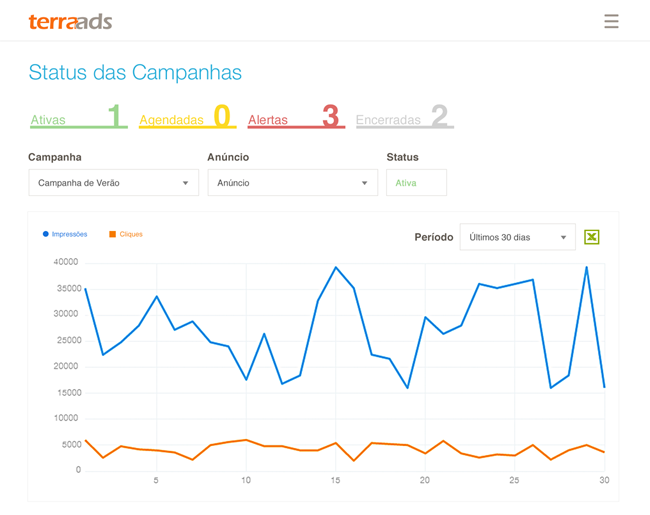 terraads
Status das Campanhas
Ativas 1 Agendadas 0 Alertas 3 Encerradas 2
Campanha Anúncio Status
Campanha de Verão Anúncio Ativa
Impressões Cliques Período Últimos 30 dias
40000
35000
30000
25000
20000
15000
10000
5000
0
5 10 15 20 25 30